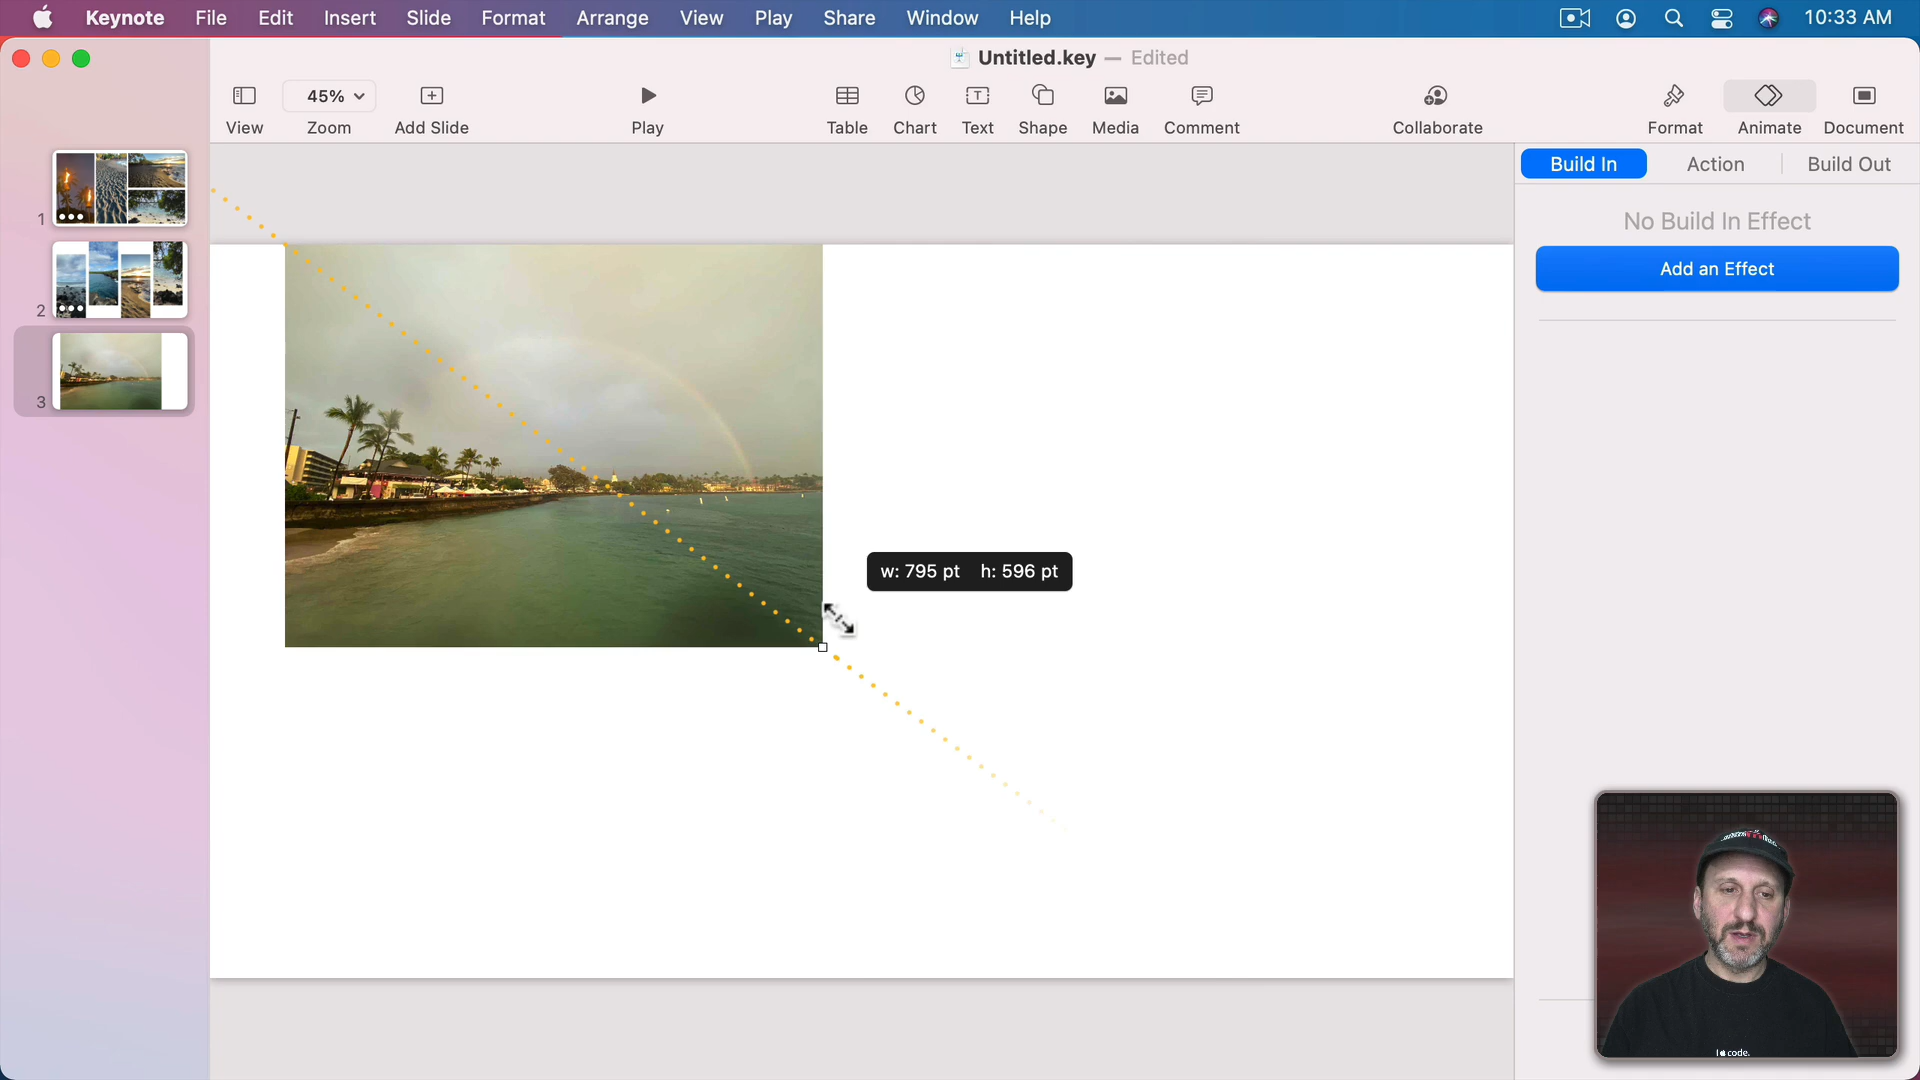 Keynote File Edit Insert Slide Format Arrange View Play Share Window Help 10:33 AM
Untitled.key — Edited
45%
View Zoom Add Slide Play Table Chart Text Shape Media Comment Collaborate Format Animate Document
Build In Action Build Out
No Build In Effect
Add an Effect
1
2
3
w: 795 pt h: 596 pt
code.